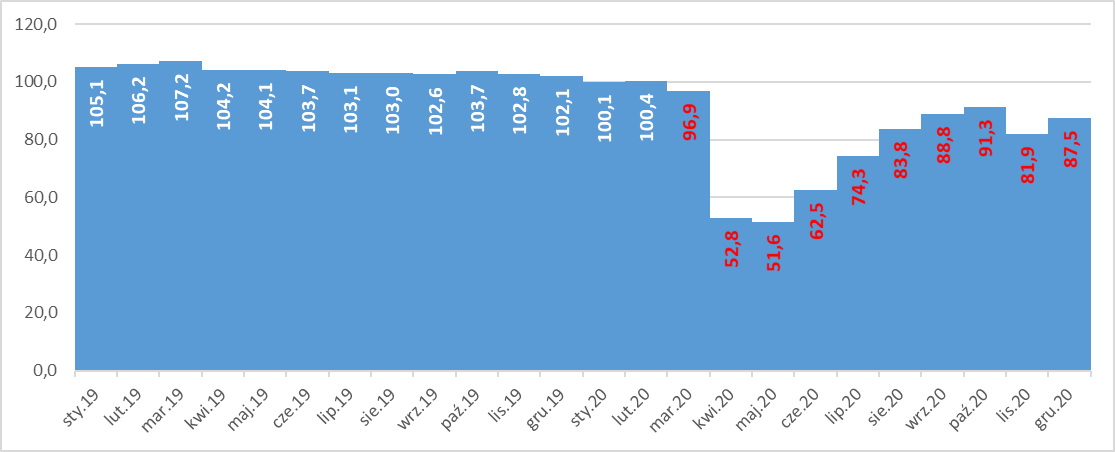 120,0
100,0
80,0
60,0
40,0
20,0
0,0
105,1
106,2
107,2
104,2
104,1
103,7
103,1
103,0
102,6
103,7
102,8
102,1
100,1
100,4
96,9
52,8
51,6
62,5
74,3
83,8
88,8
91,3
81,9
87,5
sty.19
lut.19
mar.19
kwi.19
maj.19
cze.19
lip.19
sie.19
wrz.19
paź.19
lis.19
gru.19
sty.20
lut.20
mar.20
kwi.20
maj.20
cze.20
lip.20
sie.20
wrz.20
paź.20
lis.20
gru.20